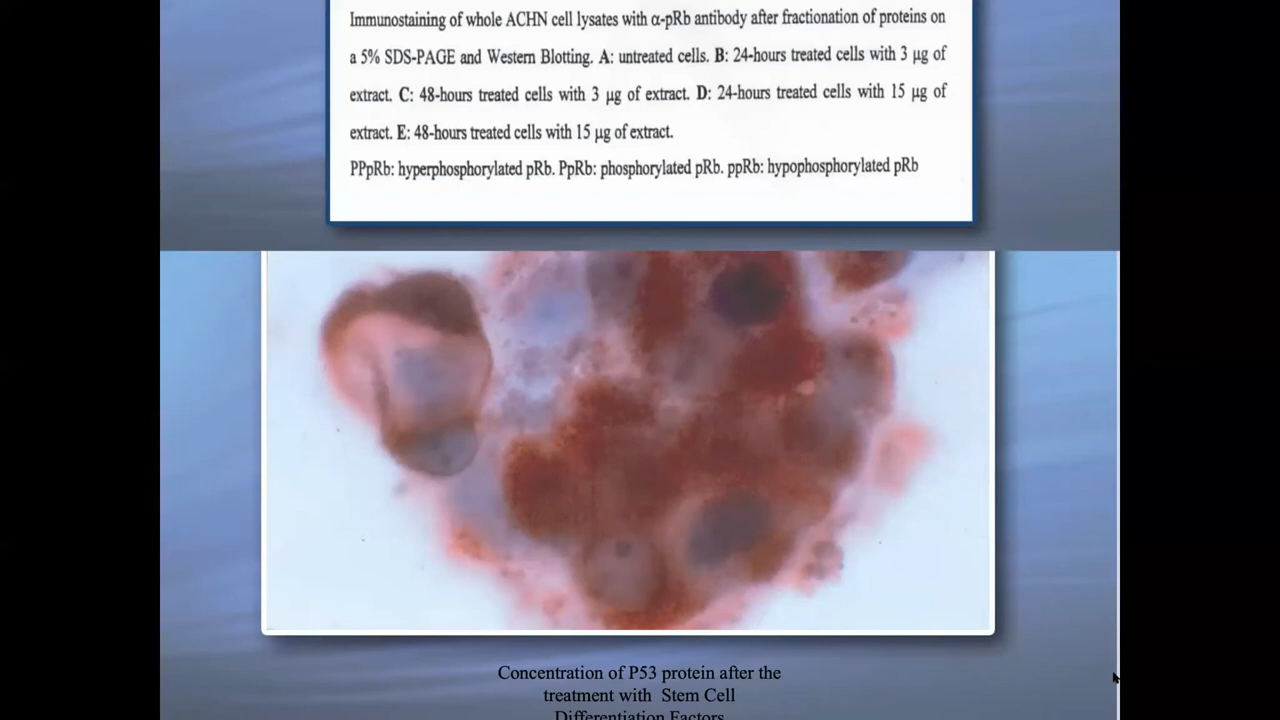 Immunostaining of whole ACHN cell lysates with α-pRb antibody after fractionation of proteins on
a 5% SDS-PAGE and Western Blotting. A: untreated cells. B: 24-hours treated cells with 3 µg of
extract. C: 48-hours treated cells with 3 µg of extract. D: 24-hours treated cells with 15 µg of
extract. E: 48-hours treated cells with 15 µg of extract.
PPpRb: hyperphosphorylated pRb. PpRb: phosphorylated pRb. ppRb: hypophosphorylated pRb
Concentration of P53 protein after the
treatment with Stem Cell
Differentiation Factors